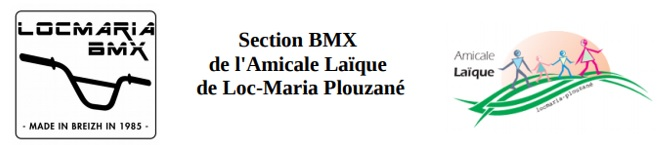 LOCMARIA
BMX
- MADE IN BREIZH IN 1985 -
Section BMX
de l'Amicale Laïque
de Loc-Maria Plouzané
Amicale
Laïque
locmaria-plouzané